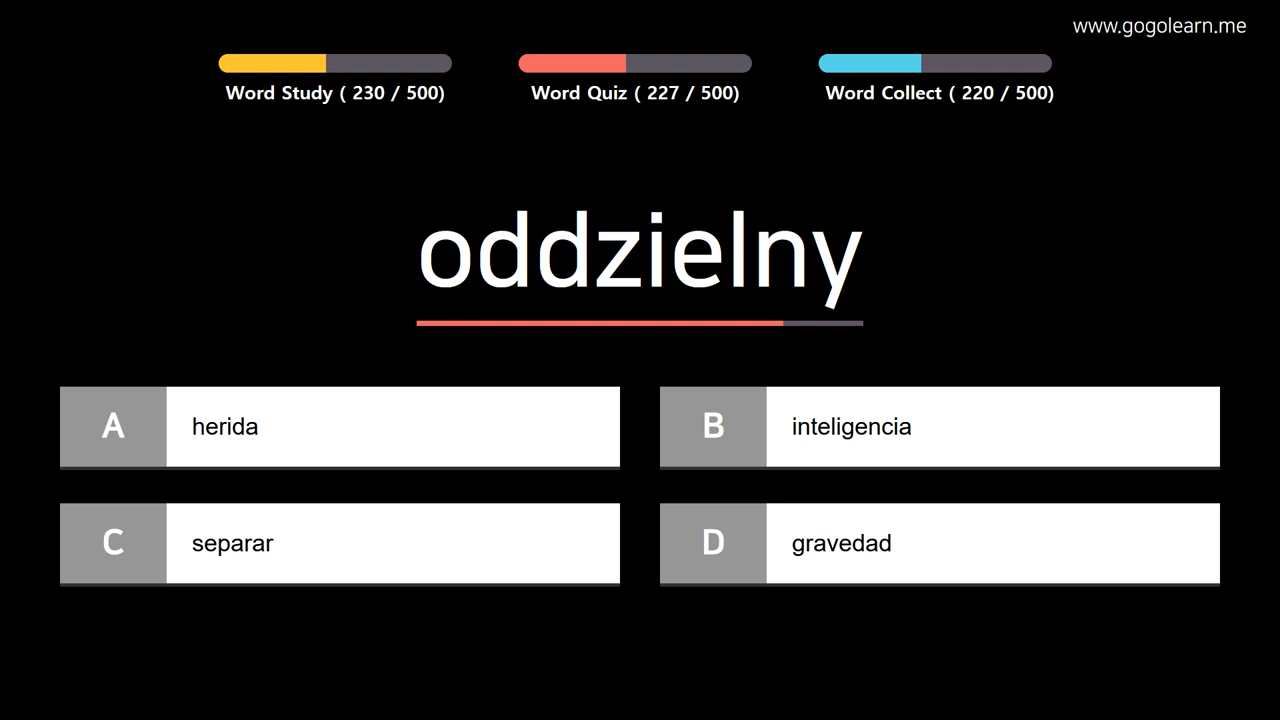 www.gogolearn.me
Word Study ( 230 / 500)
Word Quiz ( 227 / 500)
Word Collect ( 220 / 500)
oddzielny
A herida
B inteligencia
C separar
D gravedad